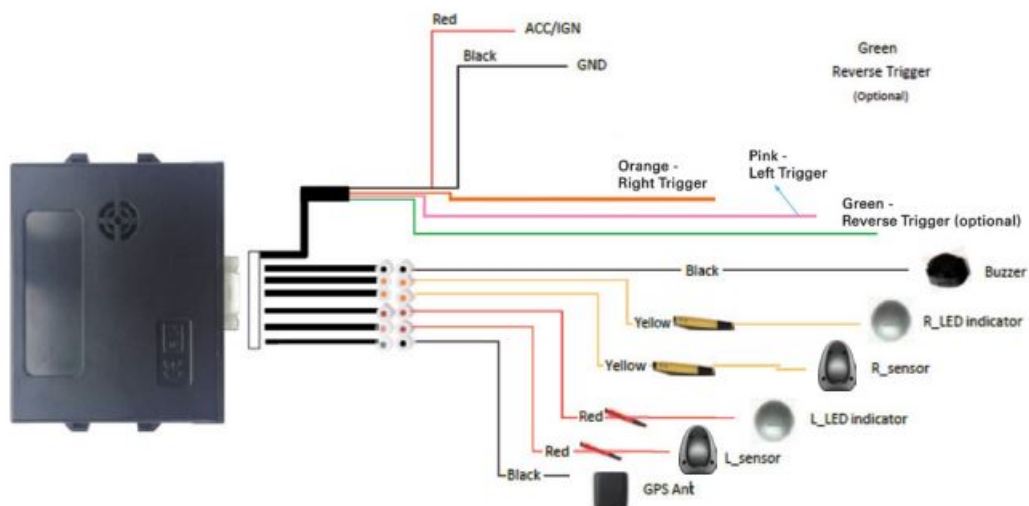 Red
ACC/IGN
Black
GND
Green
Reverse Trigger
(Optional)
Orange -
Right Trigger
Pink -
Left Trigger
Green -
Reverse Trigger (optional)
Black
Buzzer
Yellow
R_LED indicator
Yellow
R_sensor
Red
L_LED indicator
Red
L_sensor
Black
GPS Ant